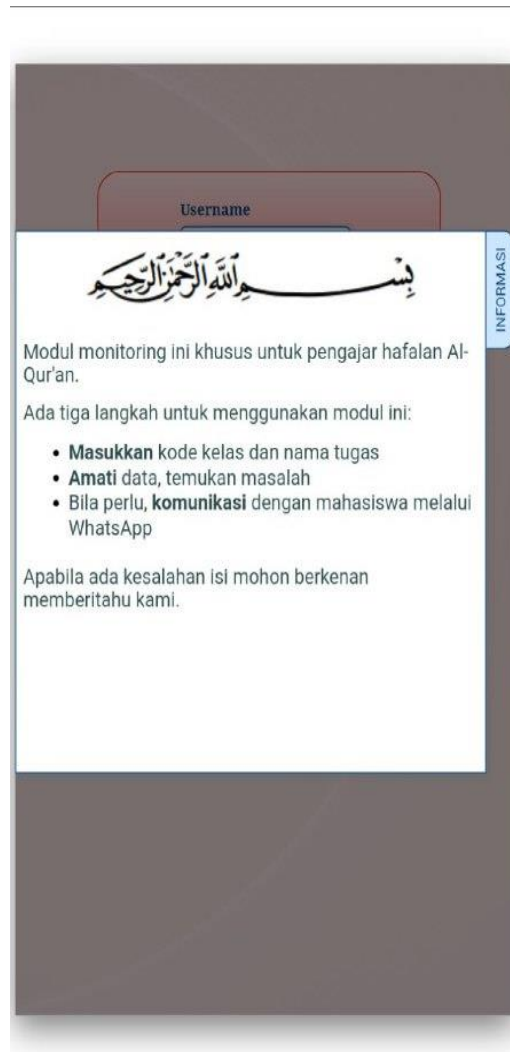 Username
بِسْمِ اللَّهِ الرَّحْمَٰنِ الرَّحِيمِ
INFORMASI
Modul monitoring ini khusus untuk pengajar hafalan Al-
Qur'an.
Ada tiga langkah untuk menggunakan modul ini:
• Masukkan kode kelas dan nama tugas
• Amati data, temukan masalah
• Bila perlu, komunikasi dengan mahasiswa melalui
WhatsApp
Apabila ada kesalahan isi mohon berkenan
memberitahu kami.